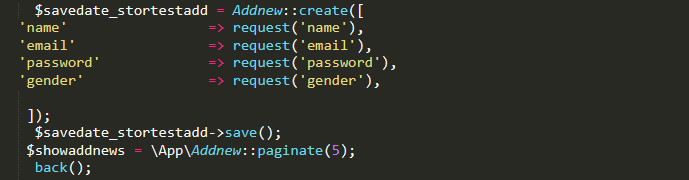 $savedate_stortestadd = Addnew::create([
'name' => request('name'),
'email' => request('email'),
'password' => request('password'),
'gender' => request('gender'),
]);
$savedate_stortestadd->save();
$showaddnews = \App\Addnew::paginate(5);
back();